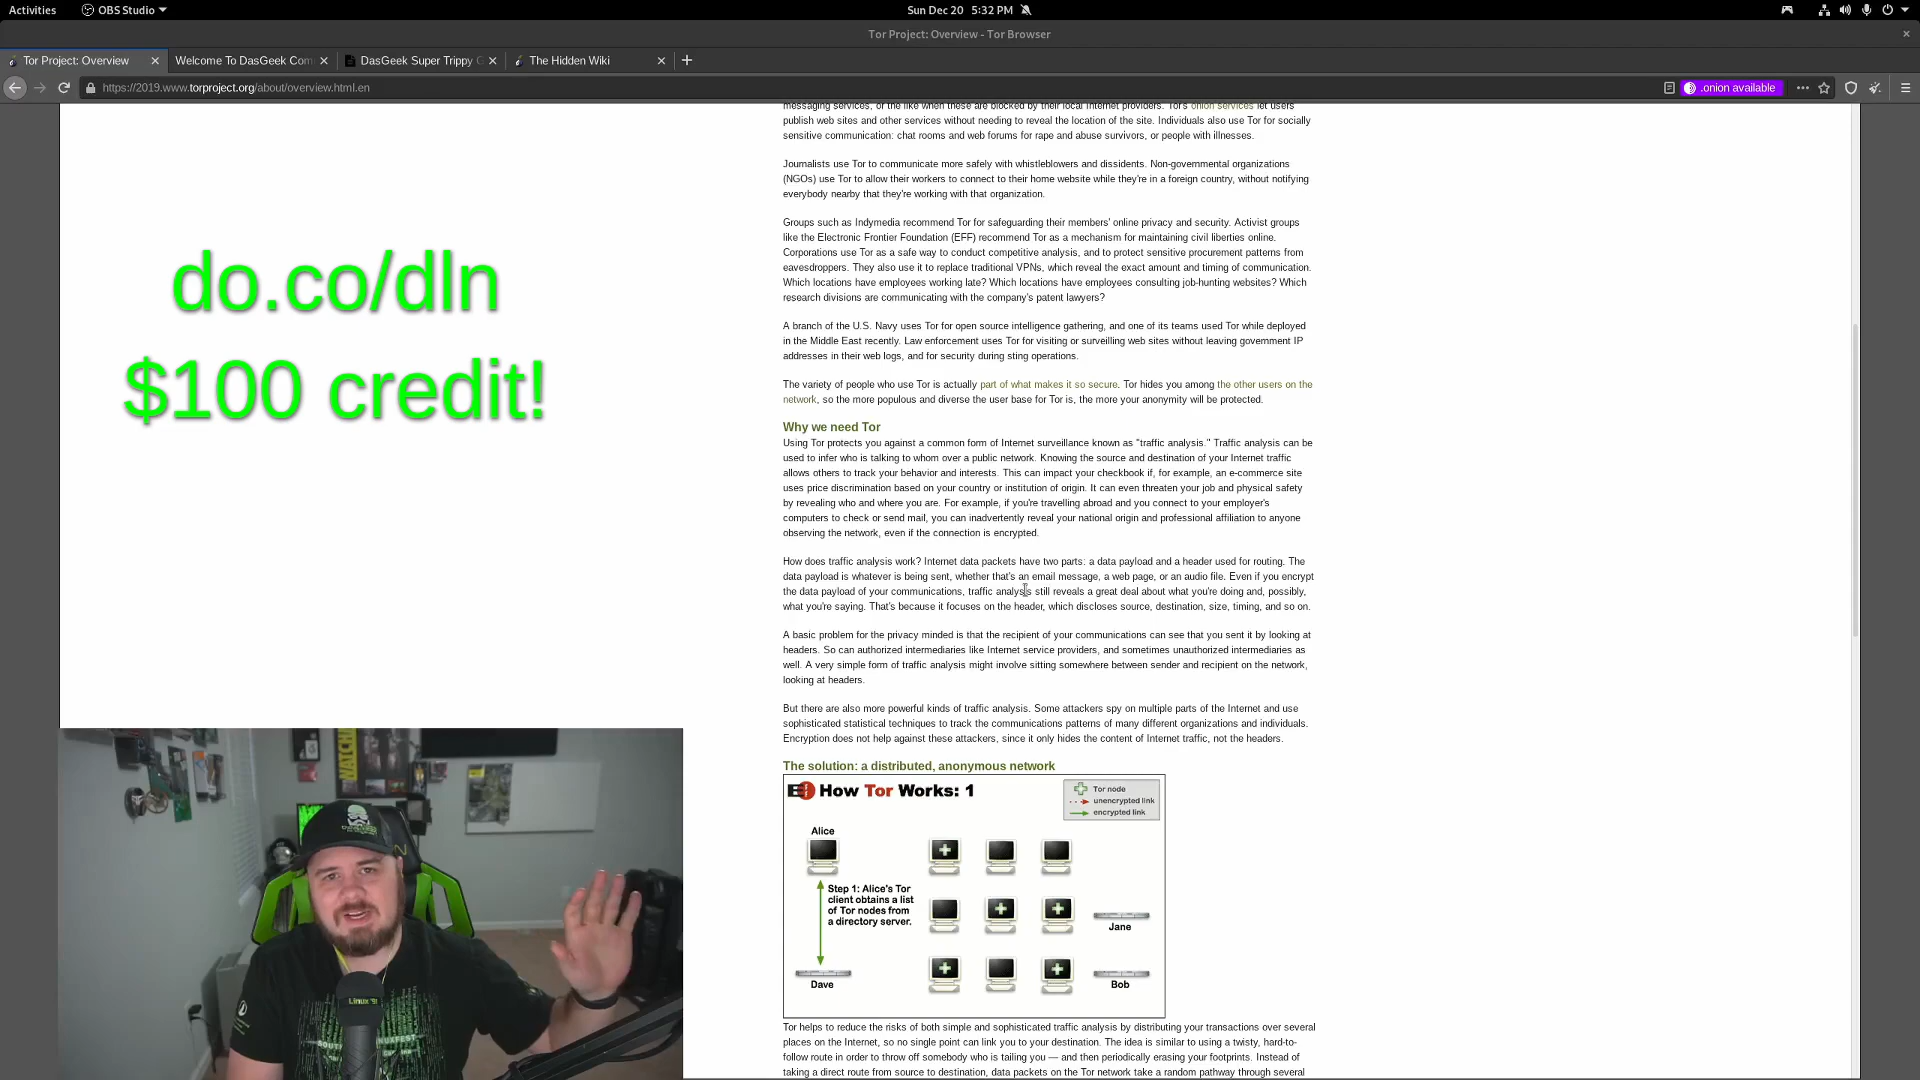 Activities
OBS Studio
Sun Dec 20 5:32 PM
Tor Project: Overview - Tor Browser
Tor Project: Overview
Welcome To DasGeek Com
DasGeek Super Trippy
The Hidden Wiki
https://2019.www.torproject.org/about/overview.html.en
.onion available
messaging services, or the like when these are blocked by their local Internet providers. Tor's onion services let users
publish web sites and other services without needing to reveal the location of the site. Individuals also use Tor for socially
sensitive communication: chat rooms and web forums for rape and abuse survivors, or people with illnesses.
Journalists use Tor to communicate more safely with whistleblowers and dissidents. Non-governmental organizations
(NGOs) use Tor to allow their workers to connect to their home website while they're in a foreign country, without notifying
everybody nearby that they're working with that organization.
Groups such as Indymedia recommend Tor for safeguarding their members' online privacy and security. Activist groups
like the Electronic Frontier Foundation (EFF) recommend Tor as a mechanism for maintaining civil liberties online.
Corporations use Tor as a safe way to conduct competitive analysis, and to protect sensitive procurement patterns from
eavesdroppers. They also use it to replace traditional VPNs, which reveal the exact amount and timing of communication.
Which locations have employees working late? Which locations have employees consulting job-hunting websites? Which
research divisions are communicating with the company's patent lawyers?
A branch of the U.S. Navy uses Tor for open source intelligence gathering, and one of its teams used Tor while deployed
in the Middle East recently. Law enforcement uses Tor for visiting or surveilling web sites without leaving government IP
addresses in their web logs, and for security during sting operations.
The variety of people who use Tor is actually part of what makes it so secure. Tor hides you among the other users on the
network, so the more populous and diverse the user base for Tor is, the more your anonymity will be protected.
Why we need Tor
Using Tor protects you against a common form of Internet surveillance known as "traffic analysis." Traffic analysis can be
used to infer who is talking to whom over a public network. Knowing the source and destination of your Internet traffic
allows others to track your behavior and interests. This can impact your checkbook if, for example, an e-commerce site
uses price discrimination based on your country or institution of origin. It can even threaten your job and physical safety
by revealing who and where you are. For example, if you're travelling abroad and you connect to your employer's
computers to check or send mail, you can inadvertently reveal your national origin and professional affiliation to anyone
observing the network, even if the connection is encrypted.
How does traffic analysis work? Internet data packets have two parts: a data payload and a header used for routing. The
data payload is whatever is being sent, whether that's an email message, a web page, or an audio file. Even if you encrypt
the data payload of your communications, traffic analysis still reveals a great deal about what you're doing and, possibly,
what you're saying. That's because it focuses on the header, which discloses source, destination, size, timing, and so on.
A basic problem for the privacy minded is that the recipient of your communications can see that you sent it by looking at
headers. So can authorized intermediaries like Internet service providers, and sometimes unauthorized intermediaries as
well. A very simple form of traffic analysis might involve sitting somewhere between sender and recipient on the network,
looking at headers.
But there are also more powerful kinds of traffic analysis. Some attackers spy on multiple parts of the Internet and use
sophisticated statistical techniques to track the communications patterns of many different organizations and individuals.
Encryption does not help against these attackers, since it only hides the content of Internet traffic, not the headers.
The solution: a distributed, anonymous network
How Tor Works: 1
Tor node
unencrypted link
encrypted link
Alice
Step 1: Alice's Tor
client obtains a list
of Tor nodes from
a directory server.
Jane
Dave
Bob
Tor helps to reduce the risks of both simple and sophisticated traffic analysis by distributing your transactions over several
places on the Internet, so no single point can link you to your destination. The idea is similar to using a twisty, hard-to-
follow route in order to throw off somebody who is tailing you — and then periodically erasing your footprints. Instead of
taking a direct route from source to destination, data packets on the Tor network take a random pathway through several
do.co/dln
$100 credit!